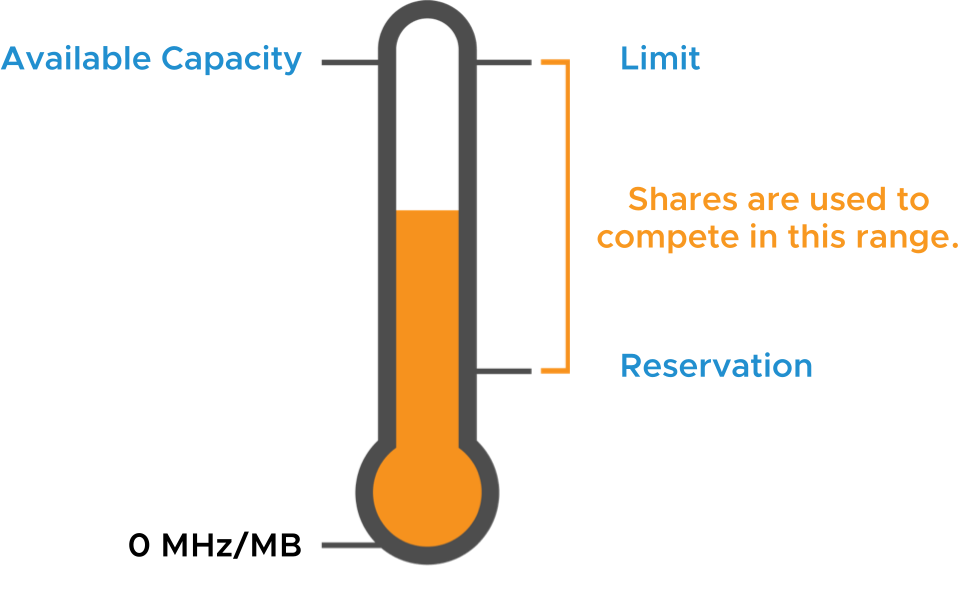 Available Capacity
Limit
Shares are used to
compete in this range.
Reservation
0 MHz/MB